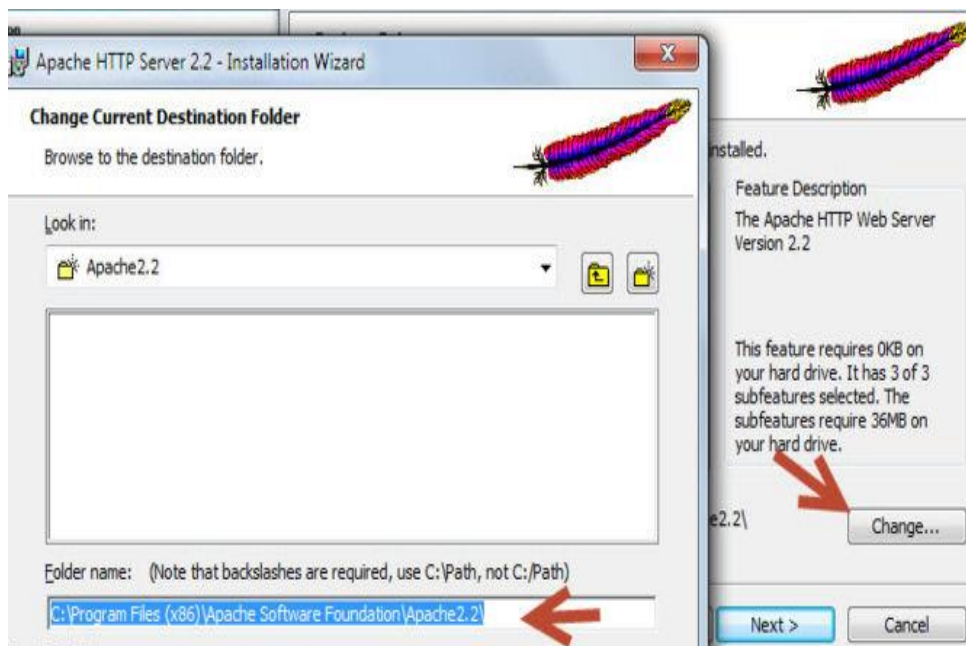 Apache HTTP Server 2.2 - Installation Wizard
Change Current Destination Folder
Browse to the destination folder.
Look in:
Apache2.2
Folder name: (Note that backslashes are required, use C:\Path, not C:/Path)
C:\Program Files (x86)\Apache Software Foundation\Apache2.2\
nstalled.
Feature Description
The Apache HTTP Web Server
Version 2.2
This feature requires 0KB on
your hard drive. It has 3 of 3
subfeatures selected. The
subfeatures require 36MB on
your hard drive.
e2.2\
Change...
Next >
Cancel